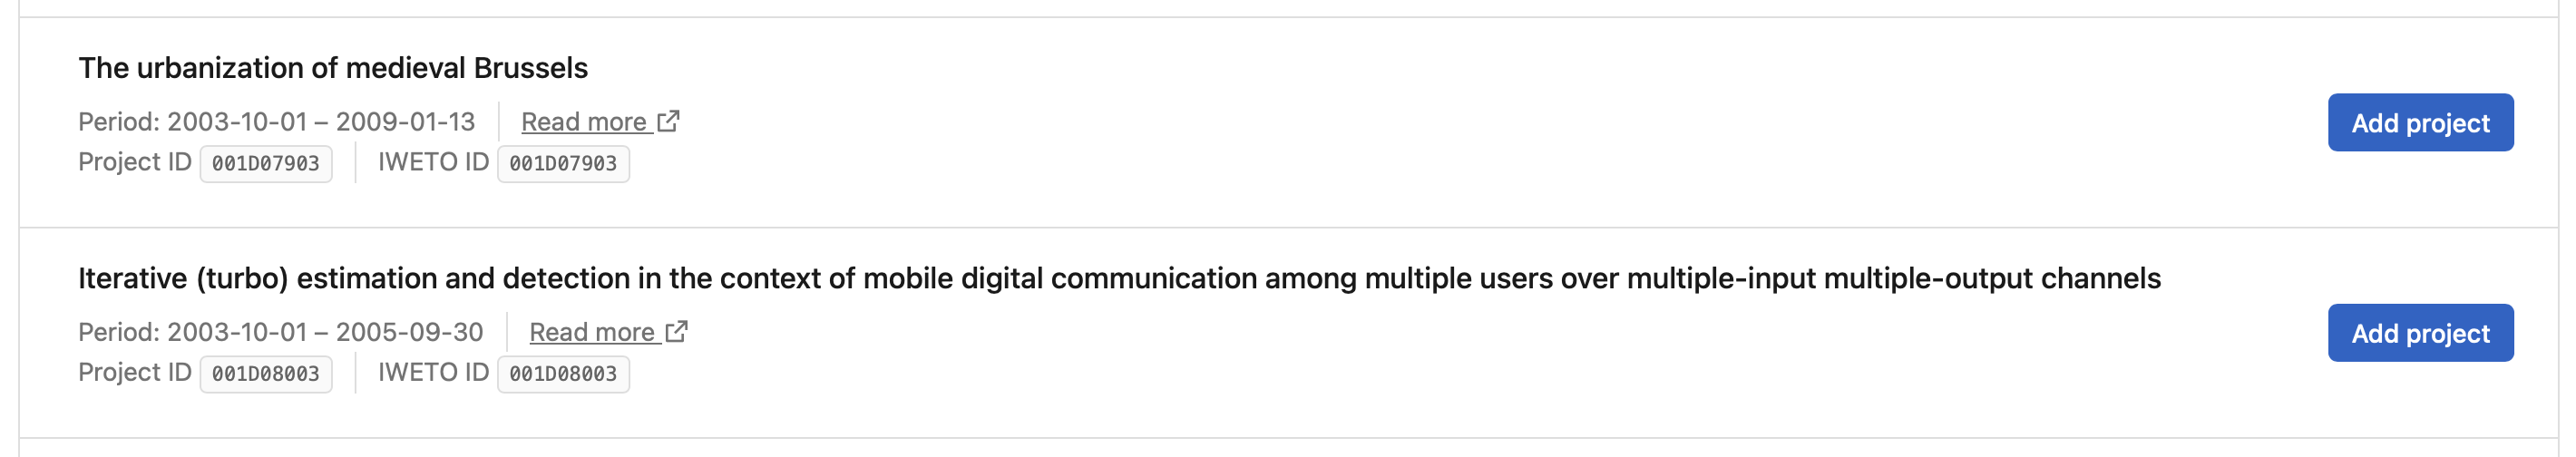 The urbanization of medieval Brussels
Period: 2003-10-01 – 2009-01-13 Read more
Add project
Project ID 001D07903 IWETO ID 001D07903
Iterative (turbo) estimation and detection in the context of mobile digital communication among multiple users over multiple-input multiple-output channels
Period: 2003-10-01 – 2005-09-30 Read more
Add project
Project ID 001D08003 IWETO ID 001D08003